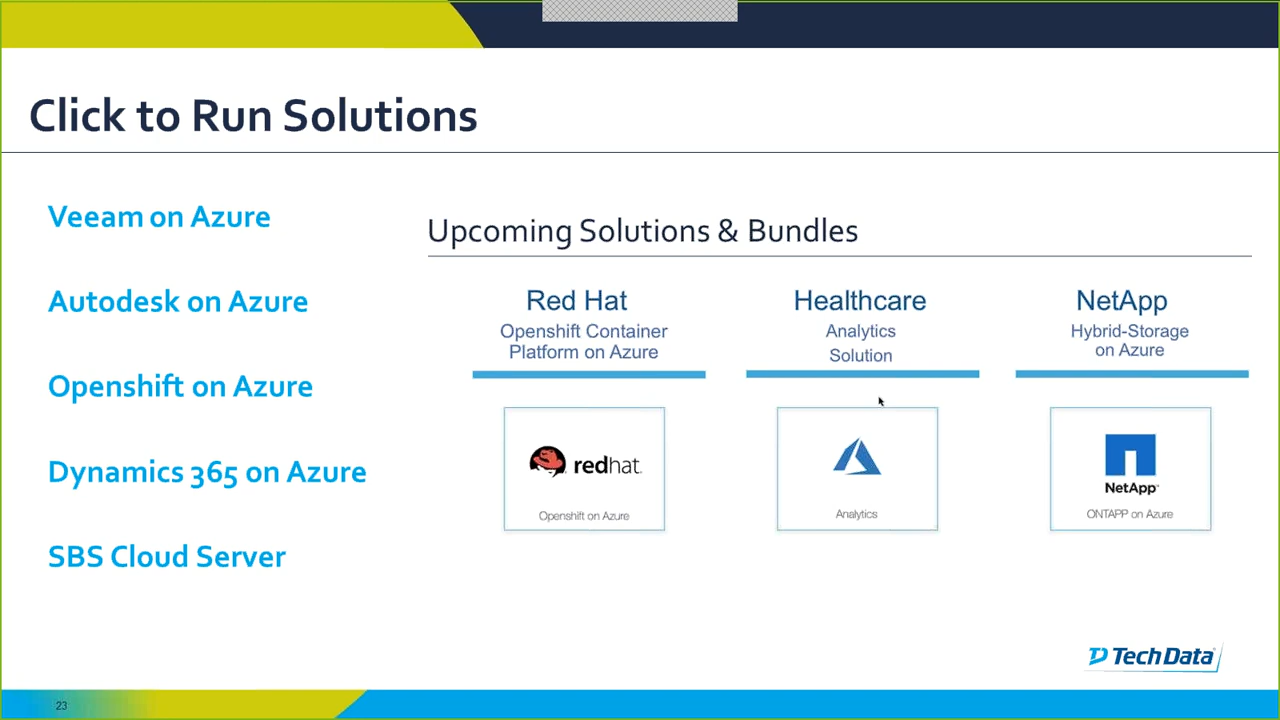 Click to Run Solutions
Veeam on Azure
Autodesk on Azure
Openshift on Azure
Dynamics 365 on Azure
SBS Cloud Server
Upcoming Solutions & Bundles
Red Hat
Openshift Container
Platform on Azure
redhat.
Openshift on Azure
Healthcare
Analytics
Solution
Analytics
NetApp
Hybrid-Storage
on Azure
NetApp™
ONTAPP on Azure
TD Tech Data
23